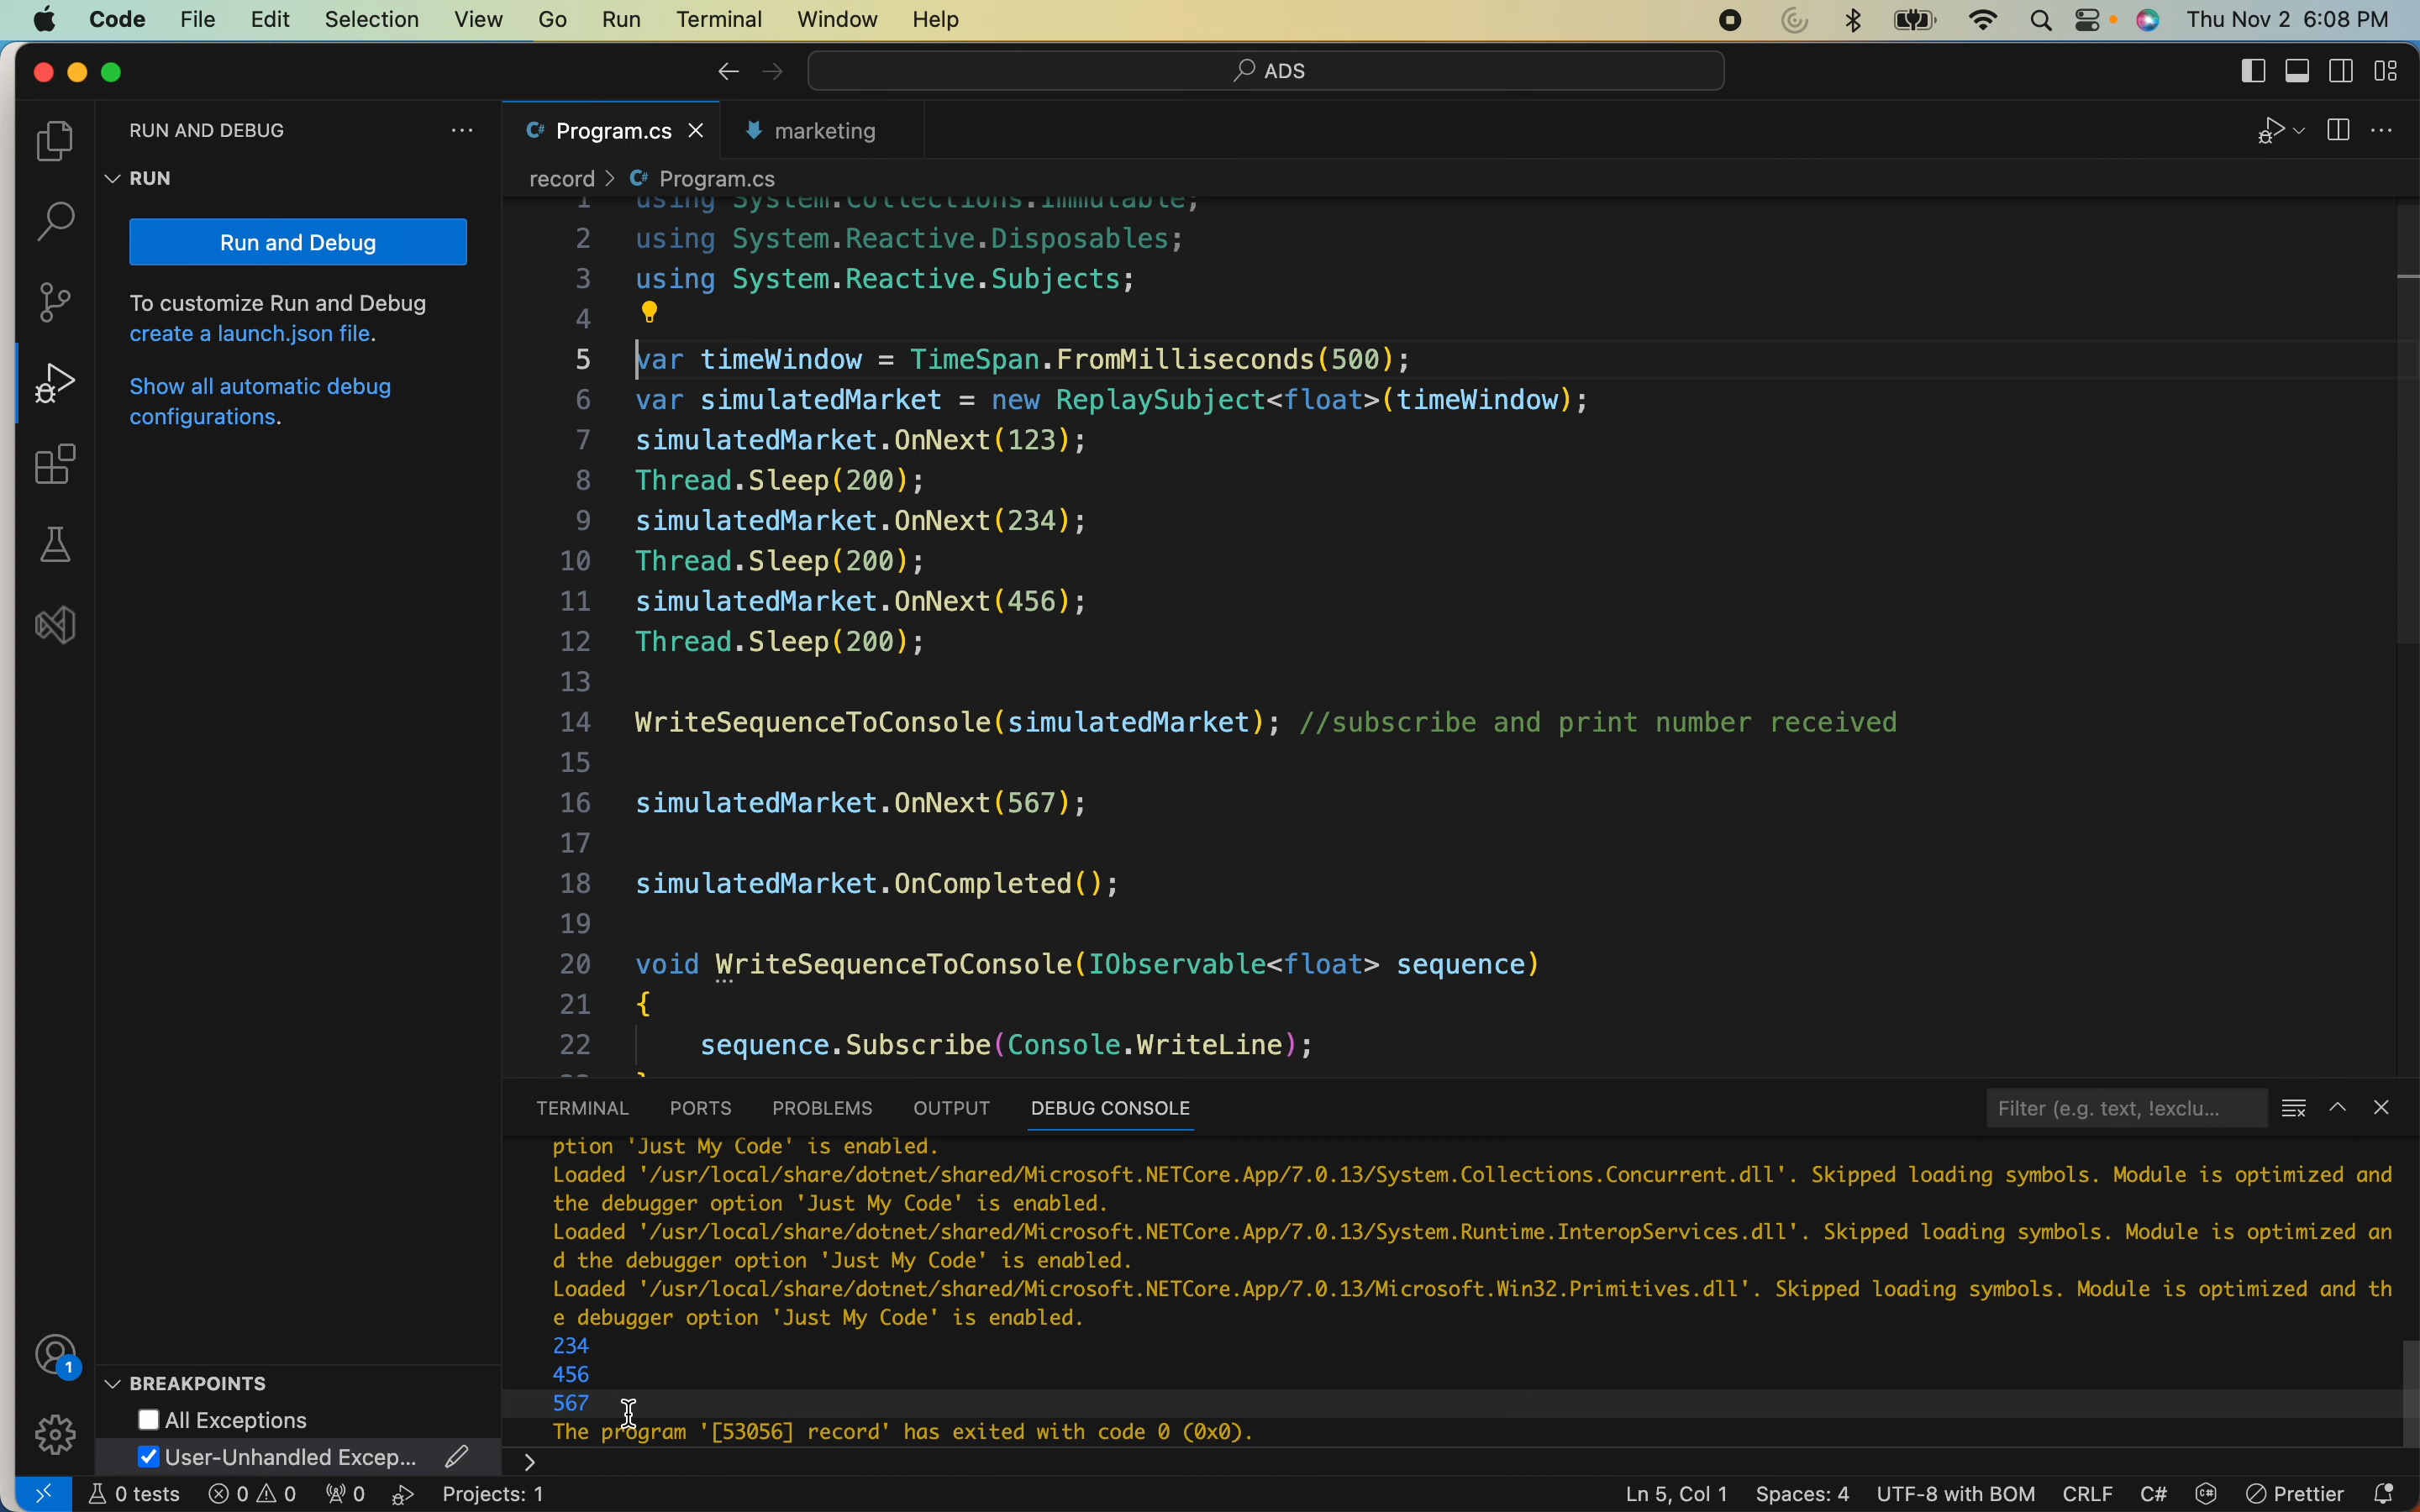 Code File Edit Selection View Go Run Terminal Window Help Thu Nov 2 6:08 PM
ADS
RUN AND DEBUG ...
Program.cs marketing
RUN
record > Program.cs
Run and Debug
To customize Run and Debug
create a launch.json file.
Show all automatic debug
configurations.
1 using System.Collections.Immutable;
2 using System.Reactive.Disposables;
3 using System.Reactive.Subjects;
4
5 var timeWindow = TimeSpan.FromMilliseconds(500);
6 var simulatedMarket = new ReplaySubject<float>(timeWindow);
7 simulatedMarket.OnNext(123);
8 Thread.Sleep(200);
9 simulatedMarket.OnNext(234);
10 Thread.Sleep(200);
11 simulatedMarket.OnNext(456);
12 Thread.Sleep(200);
13
14 WriteSequenceToConsole(simulatedMarket); //subscribe and print number received
15
16 simulatedMarket.OnNext(567);
17
18 simulatedMarket.OnCompleted();
19
20 void WriteSequenceToConsole(IObservable<float> sequence)
21 {
22 sequence.Subscribe(Console.WriteLine);
TERMINAL PORTS PROBLEMS OUTPUT DEBUG CONSOLE Filter (e.g. text, !exclu...
ption 'Just My Code' is enabled.
Loaded '/usr/local/share/dotnet/shared/Microsoft.NETCore.App/7.0.13/System.Collections.Concurrent.dll'. Skipped loading symbols. Module is optimized and
the debugger option 'Just My Code' is enabled.
Loaded '/usr/local/share/dotnet/shared/Microsoft.NETCore.App/7.0.13/System.Runtime.InteropServices.dll'. Skipped loading symbols. Module is optimized an
d the debugger option 'Just My Code' is enabled.
Loaded '/usr/local/share/dotnet/shared/Microsoft.NETCore.App/7.0.13/Microsoft.Win32.Primitives.dll'. Skipped loading symbols. Module is optimized and th
e debugger option 'Just My Code' is enabled.
234
456
567
The program '[53056] record' has exited with code 0 (0x0).
>
1
BREAKPOINTS
All Exceptions
User-Unhandled Excep...
0 tests 0 0 0 Projects: 1 Ln 5, Col 1 Spaces: 4 UTF-8 with BOM CRLF C# Prettier